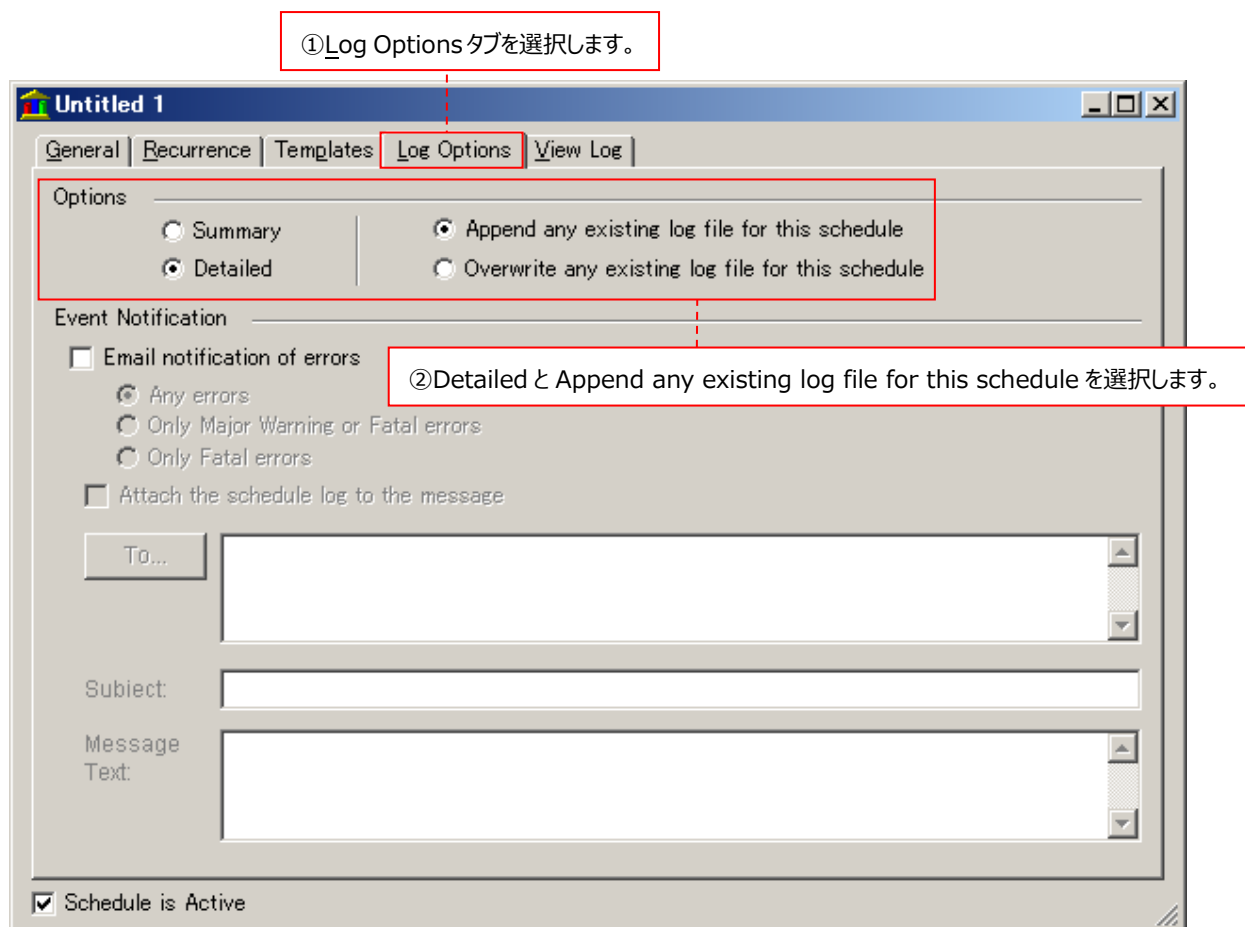 ①Log Optionsタブを選択します。
Untitled 1
General Recurrence Templates Log Options View Log
Options
Summary Append any existing log file for this schedule
Detailed Overwrite any existing log file for this schedule
Event Notification
Email notification of errors
②Detailed と Append any existing log file for this schedule を選択します。
Any errors
Only Major Warning or Fatal errors
Only Fatal errors
Attach the schedule log to the message
To...
Subject:
Message
Text:
Schedule is Active